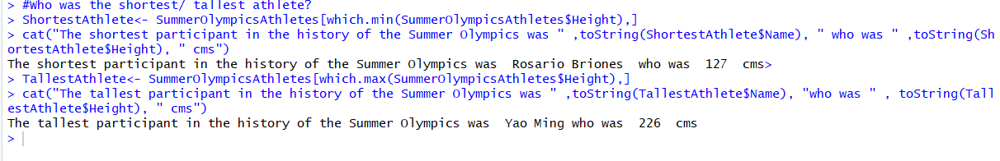 > #Who was the shortest/ tallest athlete?
> ShortestAthlete<- SummerOlympicsAthletes[which.min(SummerOlympicsAthletes$Height),]
> cat("The shortest participant in the history of the Summer Olympics was " ,toString(ShortestAthlete$Name), " who was " ,toString(Sh
ortestAthlete$Height), " cms")
The shortest participant in the history of the Summer Olympics was  Rosario Briones  who was  127  cms>
> TallestAthlete<- SummerOlympicsAthletes[which.max(SummerOlympicsAthletes$Height),]
> cat("The tallest participant in the history of the Summer Olympics was " ,toString(TallestAthlete$Name), "who was " , toString(Tall
estAthlete$Height), " cms")
The tallest participant in the history of the Summer Olympics was  Yao Ming who was  226  cms
>